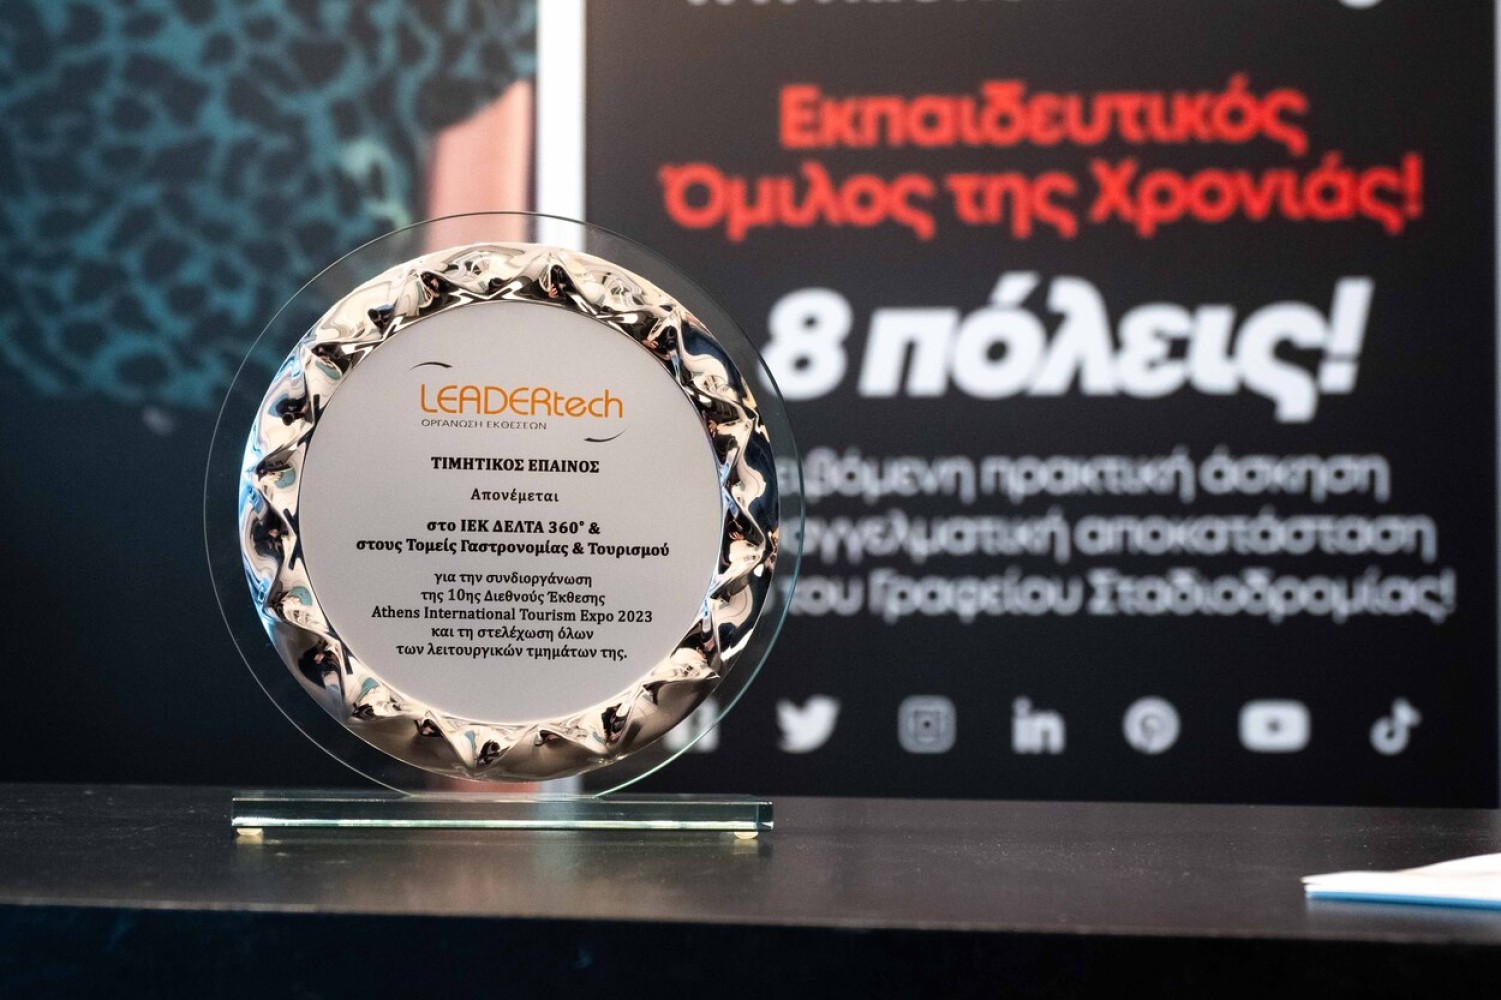 LEADERtech
ΟΡΓΑΝΩΣΗ ΕΚΘΕΣΕΩΝ
ΤΙΜΗΤΙΚΟΣ ΕΠΑΙΝΟΣ
Απονέμεται
στο ΙΕΚ ΔΕΛΤΑ 360° &
στους Τομείς Γαστρονομίας & Τουρισμού
για την συνδιοργάνωση
της 10ης Διεθνούς Έκθεσης
Athens International Tourism Expo 2023
και τη στελέχωση όλων
των λειτουργικών τμημάτων της.
Εκπαιδευτικός
Όμιλος της Χρονιάς!
8 πόλεις!
πρακτική άσκηση
αποκατάσταση
του Γραφείου Σταδιοδρομίας!
in